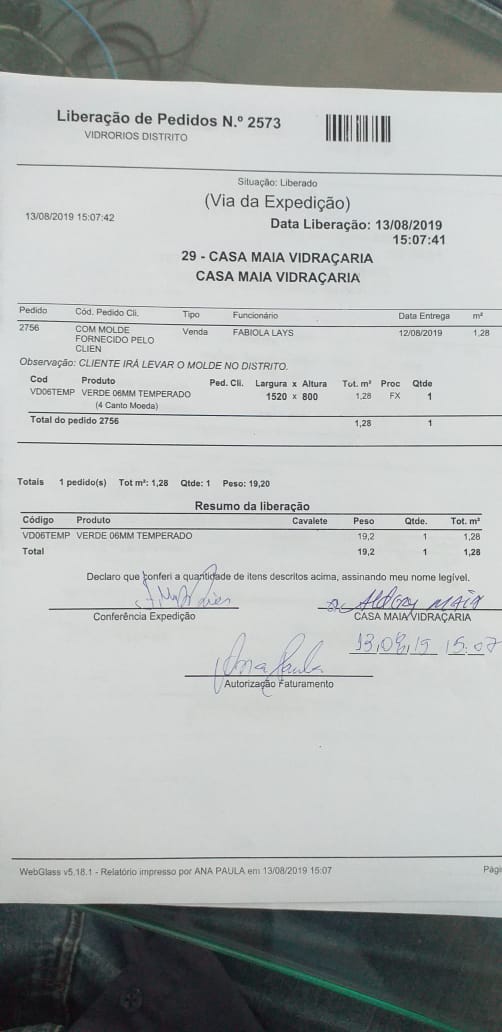 Liberação de Pedidos N.º 2573
VIDRORIOS DISTRITO
Situação: Liberado
(Via da Expedição)
13/08/2019 15:07:42
Data Liberação: 13/08/2019
15:07:41
29 - CASA MAIA VIDRAÇARIA
CASA MAIA VIDRAÇARIA
Pedido Cód. Pedido Cli. Tipo Funcionário Data Entrega m²
2756 COM MOLDE FORNECIDO PELO CLIEN Venda FABIOLA LAYS 12/08/2019 1,28
Observação: CLIENTE IRÁ LEVAR O MOLDE NO DISTRITO.
Cod Produto Ped. Cli. Largura x Altura Tot. m² Proc Qtde
VD06TEMP VERDE 06MM TEMPERADO 1520 x 800 1,28 FX 1
(4 Canto Moeda)
Total do pedido 2756 1,28 1
Totais 1 pedido(s) Tot m²: 1,28 Qtde: 1 Peso: 19,20
Resumo da liberação
Código Produto Cavalete Peso Qtde. Tot. m²
VD06TEMP VERDE 06MM TEMPERADO 19,2 1 1,28
Total 19,2 1 1,28
Declaro que conferi a quantidade de itens descritos acima, assinando meu nome legível.
MAIA
Conferência Expedição CASA MAIA VIDRAÇARIA
13,08,19 15:07
Ana Paula
Autorização Faturamento
WebGlass v5.18.1 - Relatório impresso por ANA PAULA em 13/08/2019 15:07 Pági